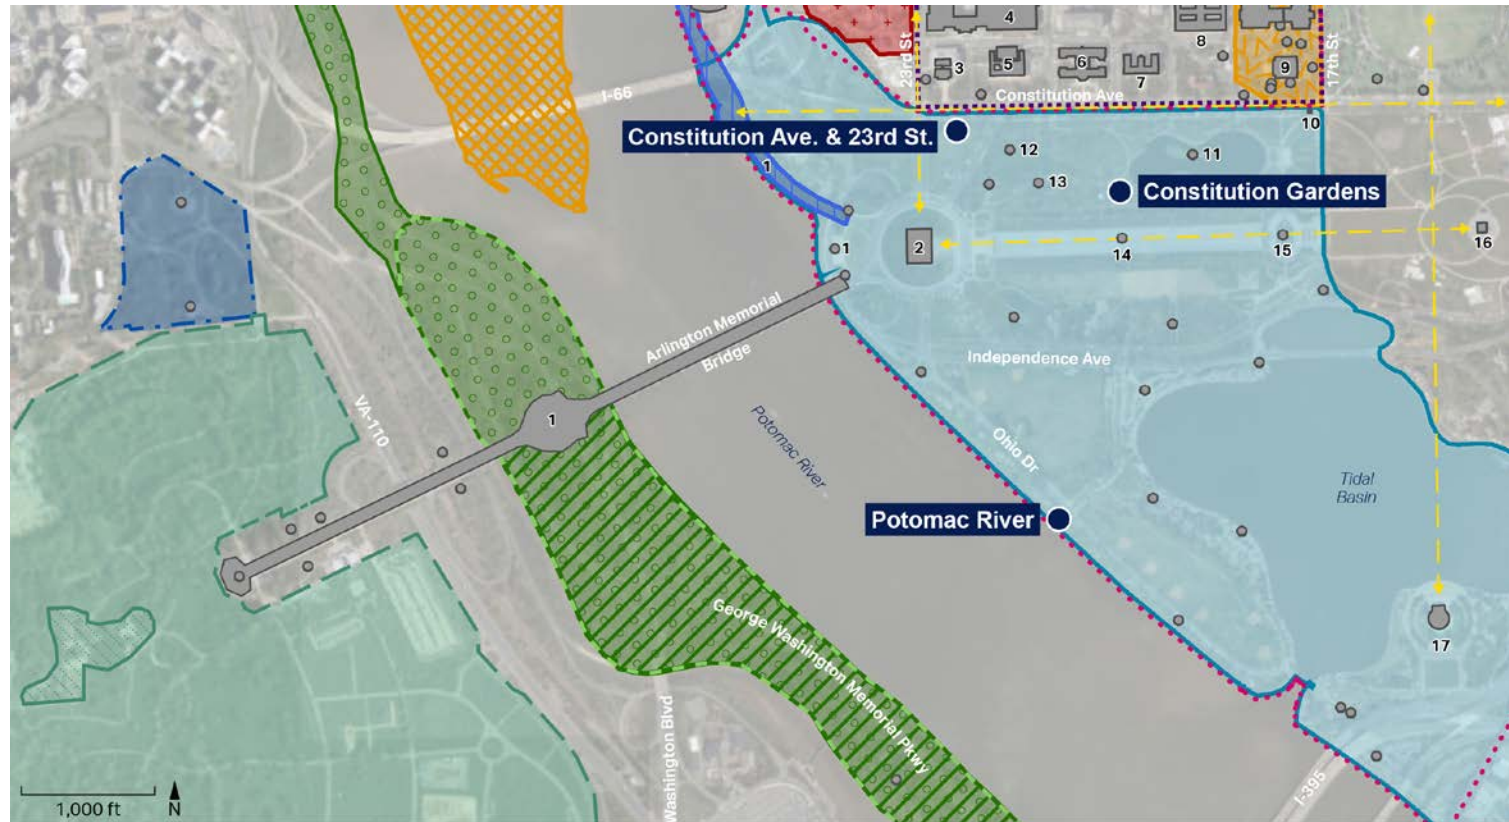 4
8
23rd St
3
5
6
7
9
17th St
I-66
Constitution Ave
10
Constitution Ave. & 23rd St.
12
11
1
13
Constitution Gardens
2
1
14
15
16
Arlington Memorial
Bridge
Independence Ave
VA-110
1
Potomac River
Ohio Dr
Tidal
Basin
Potomac River
George Washington Memorial Pkwy
17
Washington Blvd
I-395
1,000 ft
N